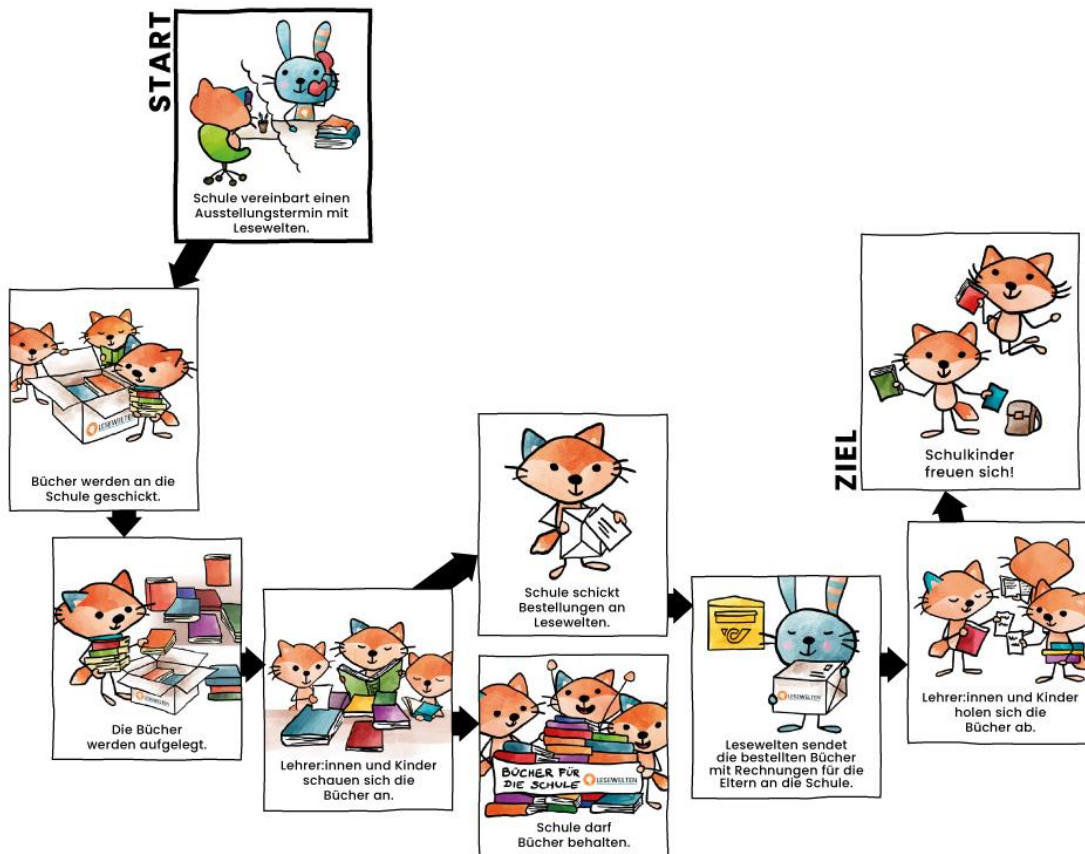 START
Schule vereinbart einen
Ausstellungstermin mit
Lesewelten.
LESEWELTEN
Bücher werden an die
Schule geschickt.
LESEWELTEN
Die Bücher
werden aufgelegt.
Lehrer:innen und Kinder
schauen sich die
Bücher an.
Schule schickt
Bestellungen an
Lesewelten.
BÜCHER FÜR
DIE SCHULE
LESEWELTEN
Schule darf
Bücher behalten.
LESEWELTEN
Lesewelten sendet
die bestellten Bücher
mit Rechnungen für die
Eltern an die Schule.
Lehrer:innen und Kinder
holen sich die
Bücher ab.
ZIEL
Schulkinder
freuen sich!